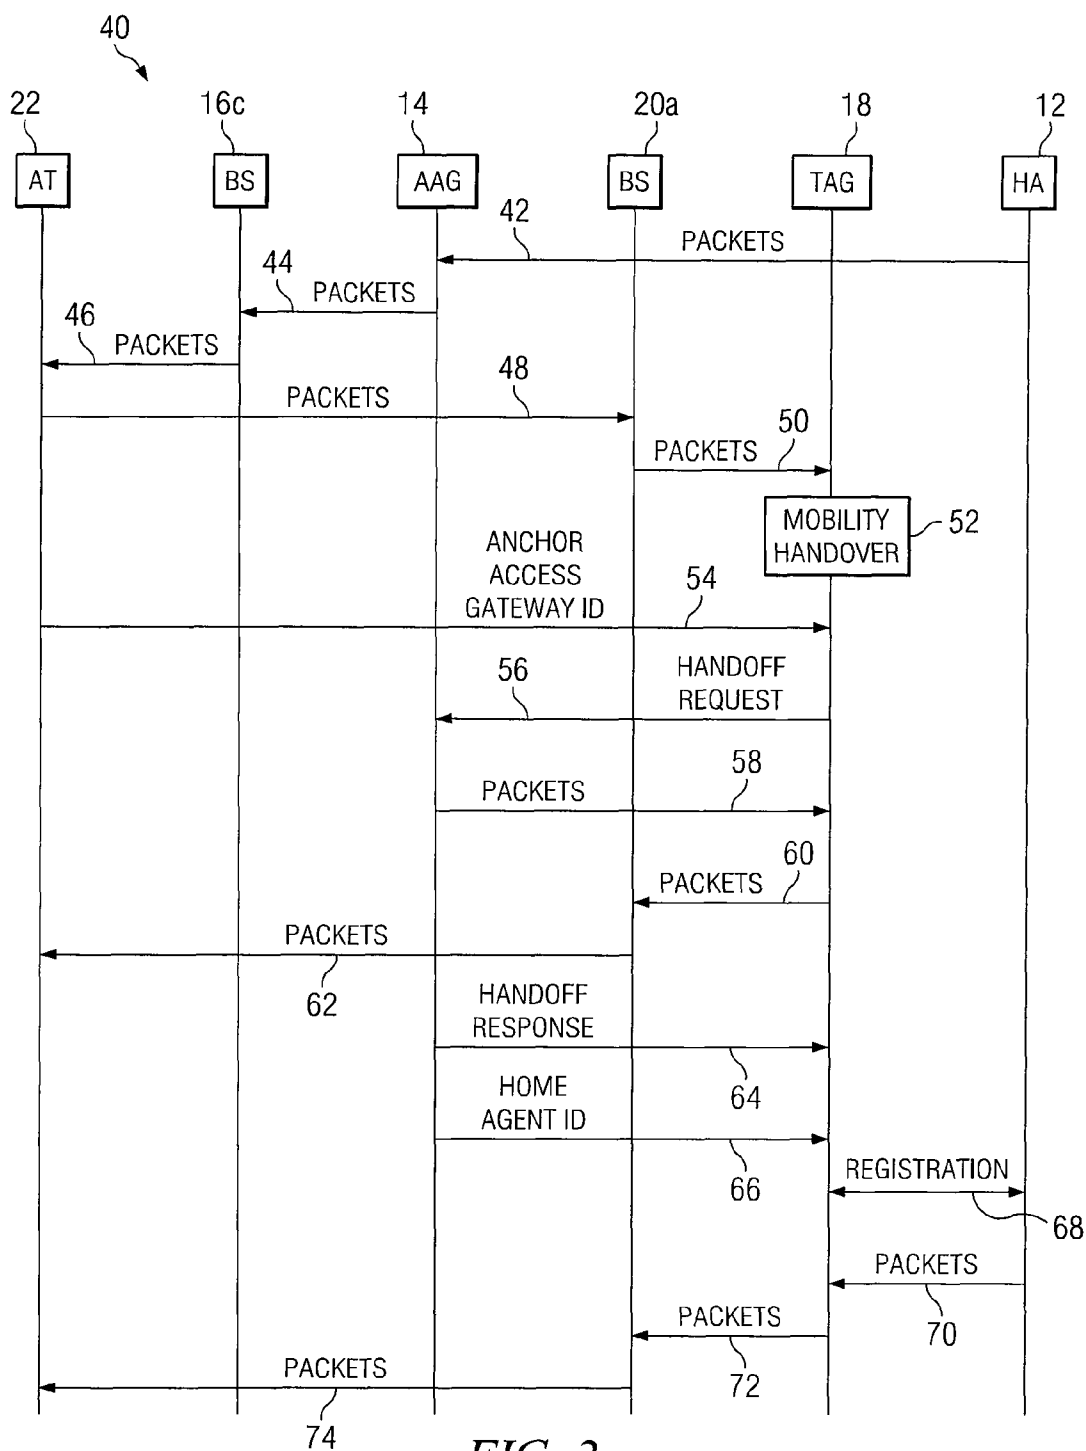 40
22 16c 14 20a 18 12
AT BS AAG BS TAG HA
42 PACKETS
44 PACKETS
46 PACKETS
PACKETS 48
PACKETS 50
MOBILITY
HANDOVER
52
ANCHOR
ACCESS
GATEWAY ID
54
56
HANDOFF
REQUEST
PACKETS 58
PACKETS 60
PACKETS
62
HANDOFF
RESPONSE
64
HOME
AGENT ID
66
REGISTRATION
68
PACKETS
70
PACKETS
72
PACKETS
74
FIG. 2